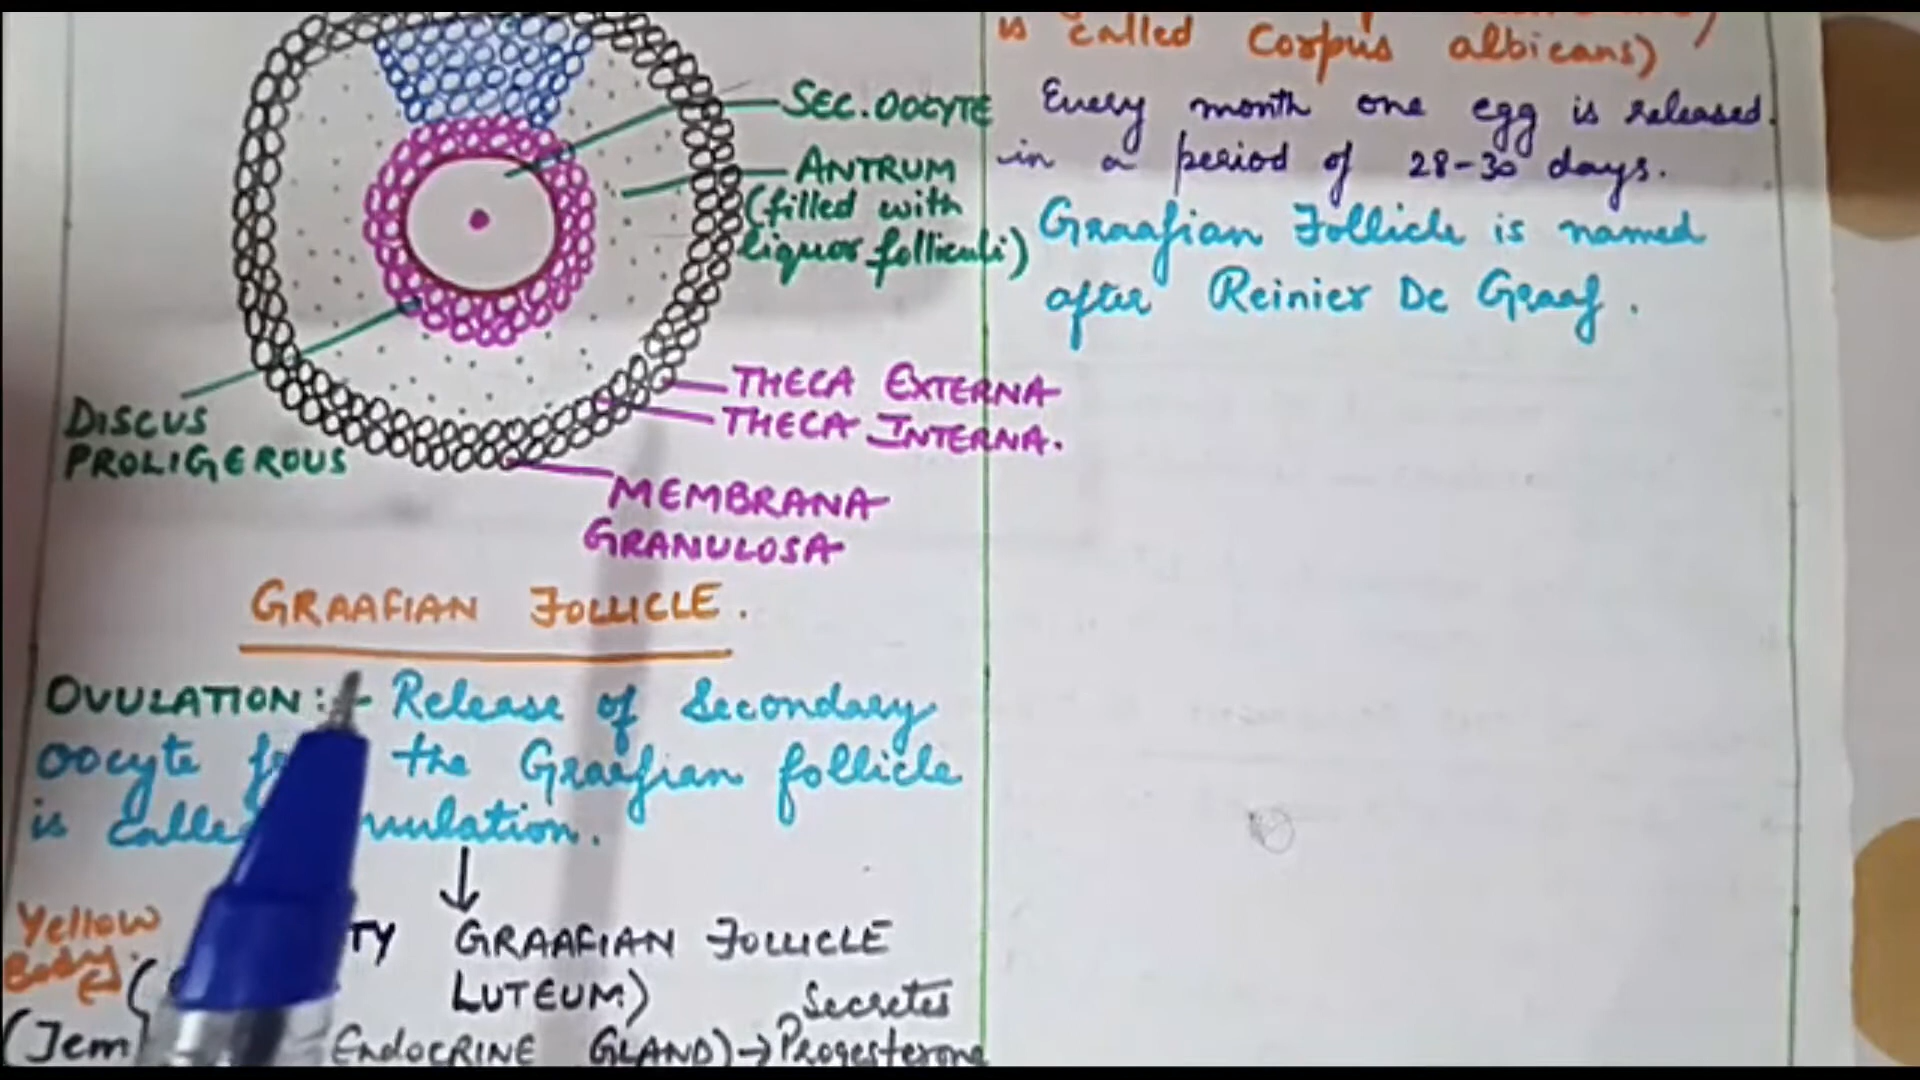 SEC. OOCYTE
ANTRUM
(filled with
liquor folliculi)
THECA EXTERNA
THECA INTERNA.
DISCUS
PROLIGEROUS
MEMBRANA
GRANULOSA
GRAAFIAN FOLLICLE.
OVULATION:- Release of Secondary
oocyte the Graafian follicle
is
Yellow
Body. GRAAFIAN FOLLICLE
LUTEUM)
Secretes
ENDOCRINE GLAND)→ Progesterone
is called Corpus albicans)
Every month one egg is released.
in a period of 28-30 days.
Graafian Follicle is named
after Reinier De Graaf.